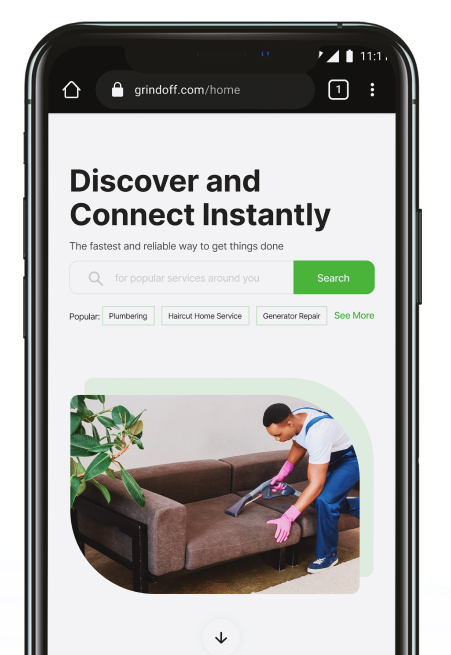 11:1
grindoff.com/home
1
Discover and
Connect Instantly
The fastest and reliable way to get things done
for popular services around you
Search
Popular: Plumbering Haircut Home Service Generator Repair See More